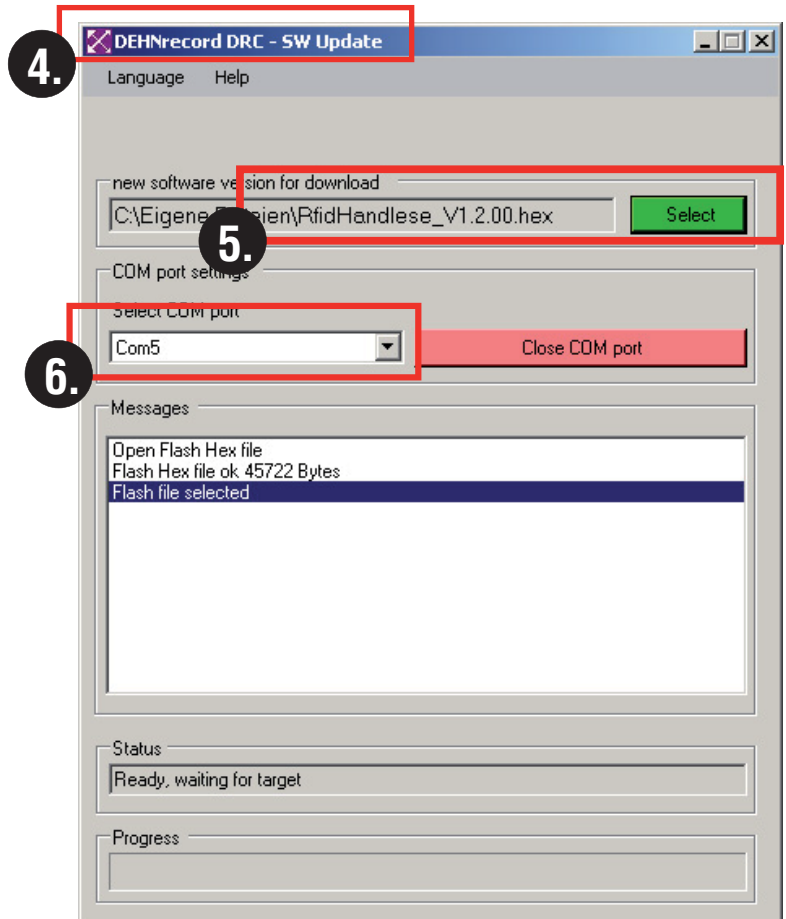 4.
DEHNrecord DRC - SW Update
Language Help
new software version for download
C:\Eigene Dateien\RfidHandlese_V1.2.00.hex Select
5.
COM port settings
Select COM port
Com5 Close COM port
6.
Messages
Open Flash Hex file
Flash Hex file ok 45722 Bytes
Flash file selected
Status
Ready, waiting for target
Progress